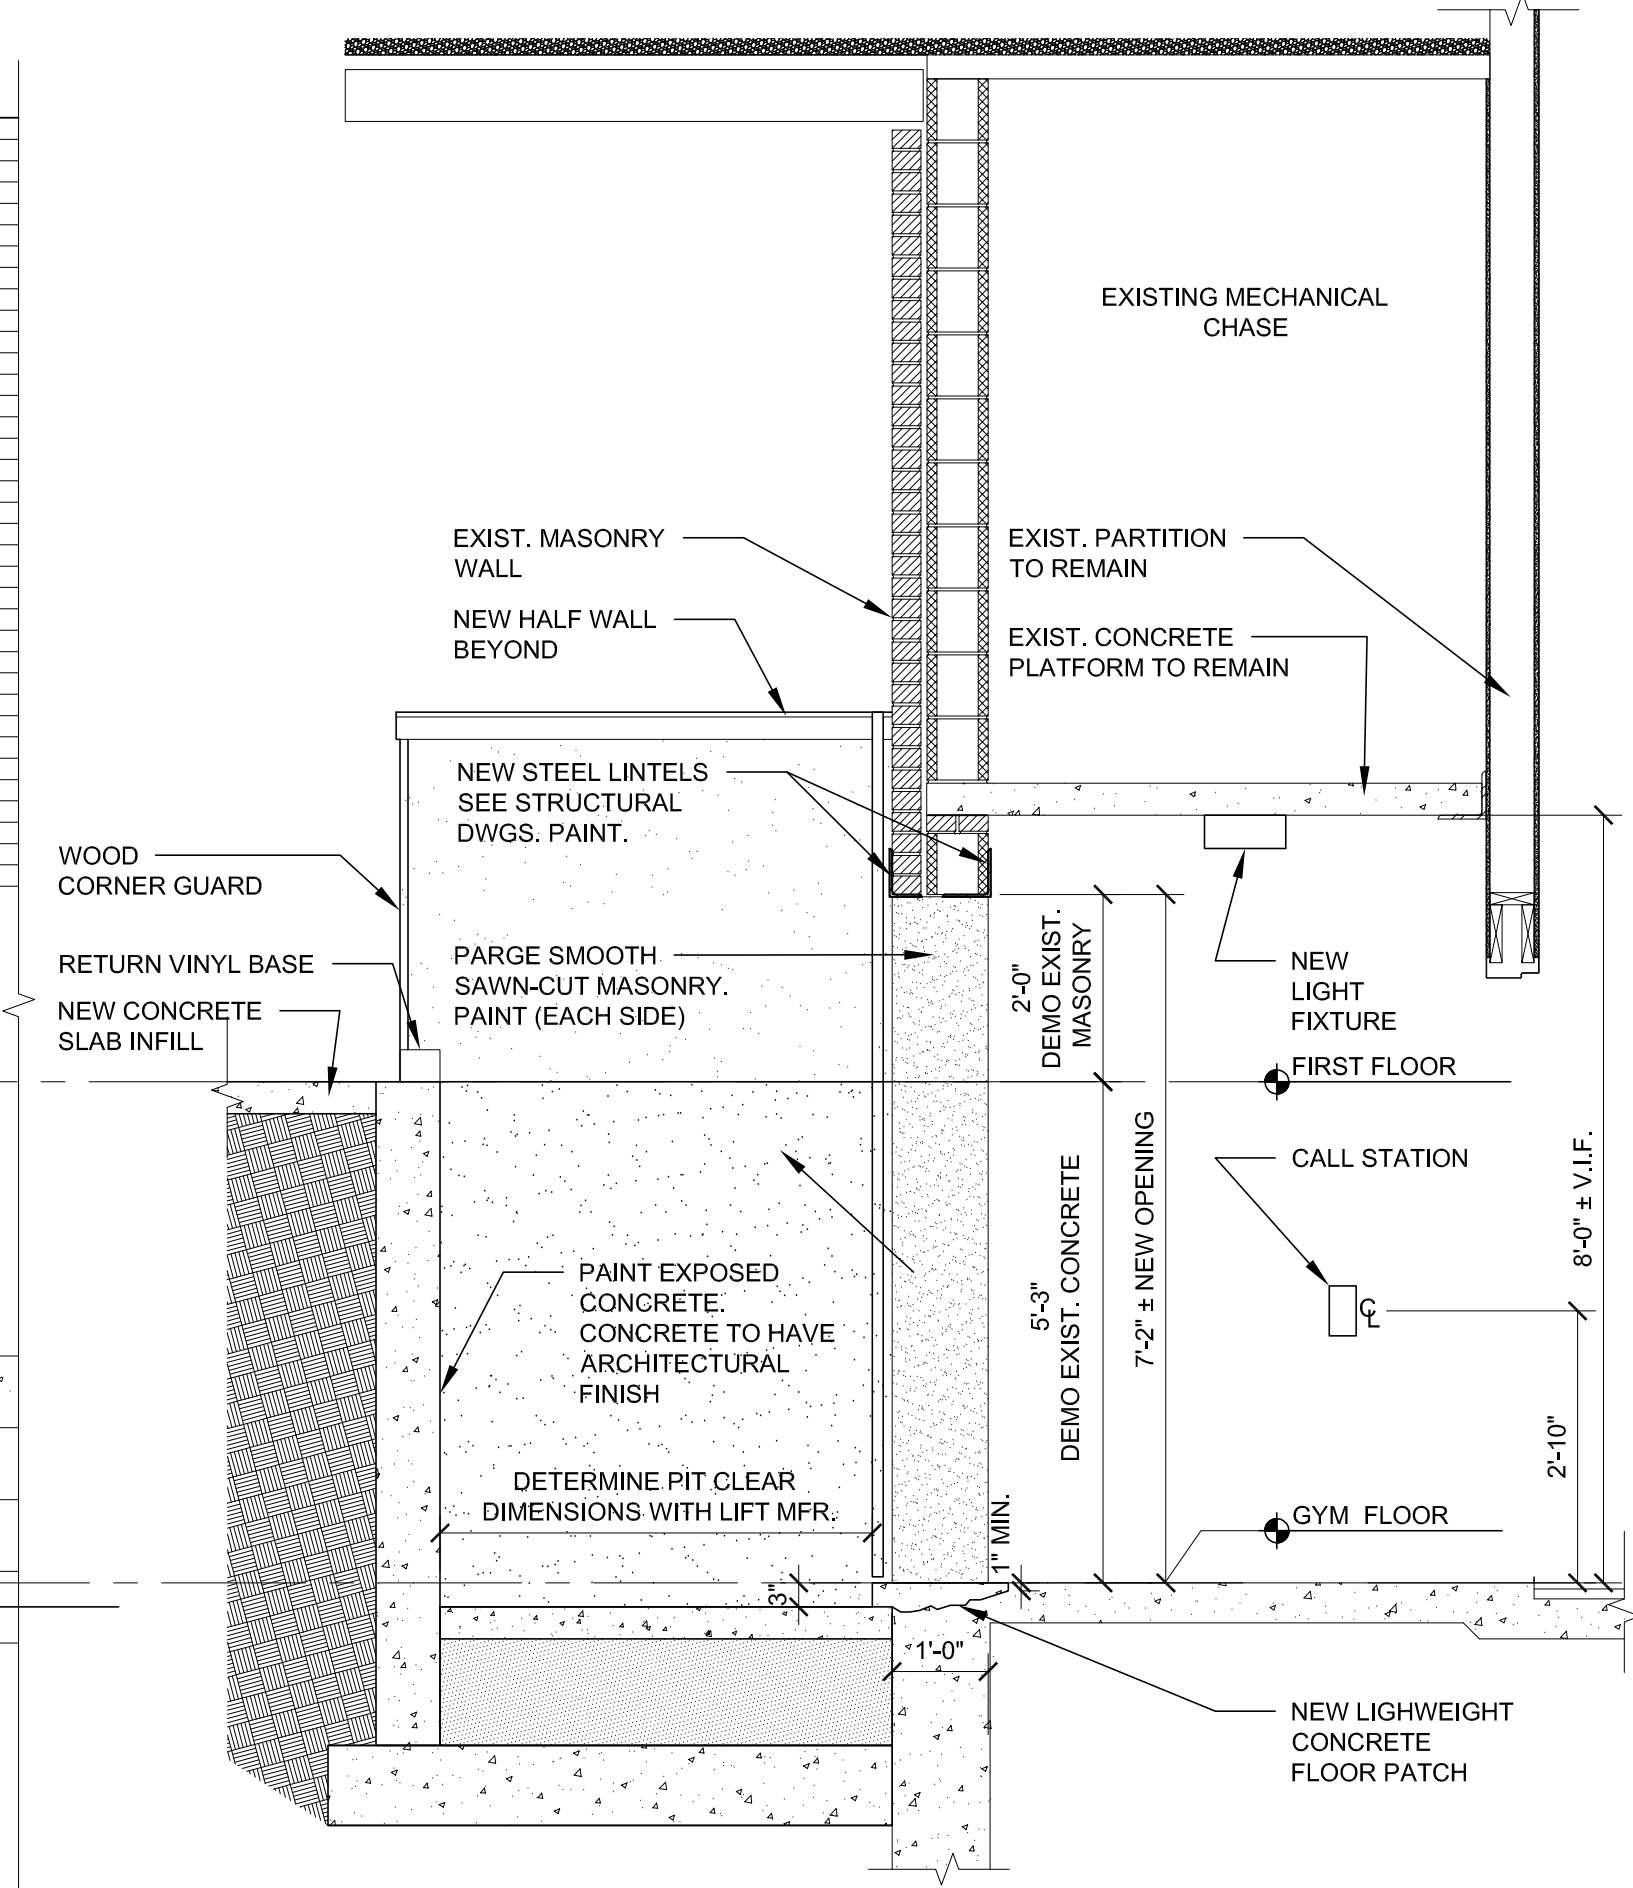 EXISTING MECHANICAL
CHASE
EXIST. MASONRY
WALL
NEW HALF WALL
BEYOND
EXIST. PARTITION
TO REMAIN
EXIST. CONCRETE
PLATFORM TO REMAIN
NEW STEEL LINTELS
SEE STRUCTURAL
DWGS. PAINT.
WOOD
CORNER GUARD
RETURN VINYL BASE
NEW CONCRETE
SLAB INFILL
PARGE SMOOTH
SAWN-CUT MASONRY.
PAINT (EACH SIDE)
2'-0"
DEMO EXIST.
MASONRY
NEW
LIGHT
FIXTURE
FIRST FLOOR
CALL STATION
5'-3"
DEMO EXIST. CONCRETE
7'-2" ± NEW OPENING
8'-0" ± V.I.F.
CL
2'-10"
PAINT EXPOSED
CONCRETE.
CONCRETE TO HAVE
ARCHITECTURAL
FINISH
DETERMINE PIT CLEAR
DIMENSIONS WITH LIFT MFR.
1" MIN.
GYM FLOOR
3"
1'-0"
NEW LIGHWEIGHT
CONCRETE
FLOOR PATCH